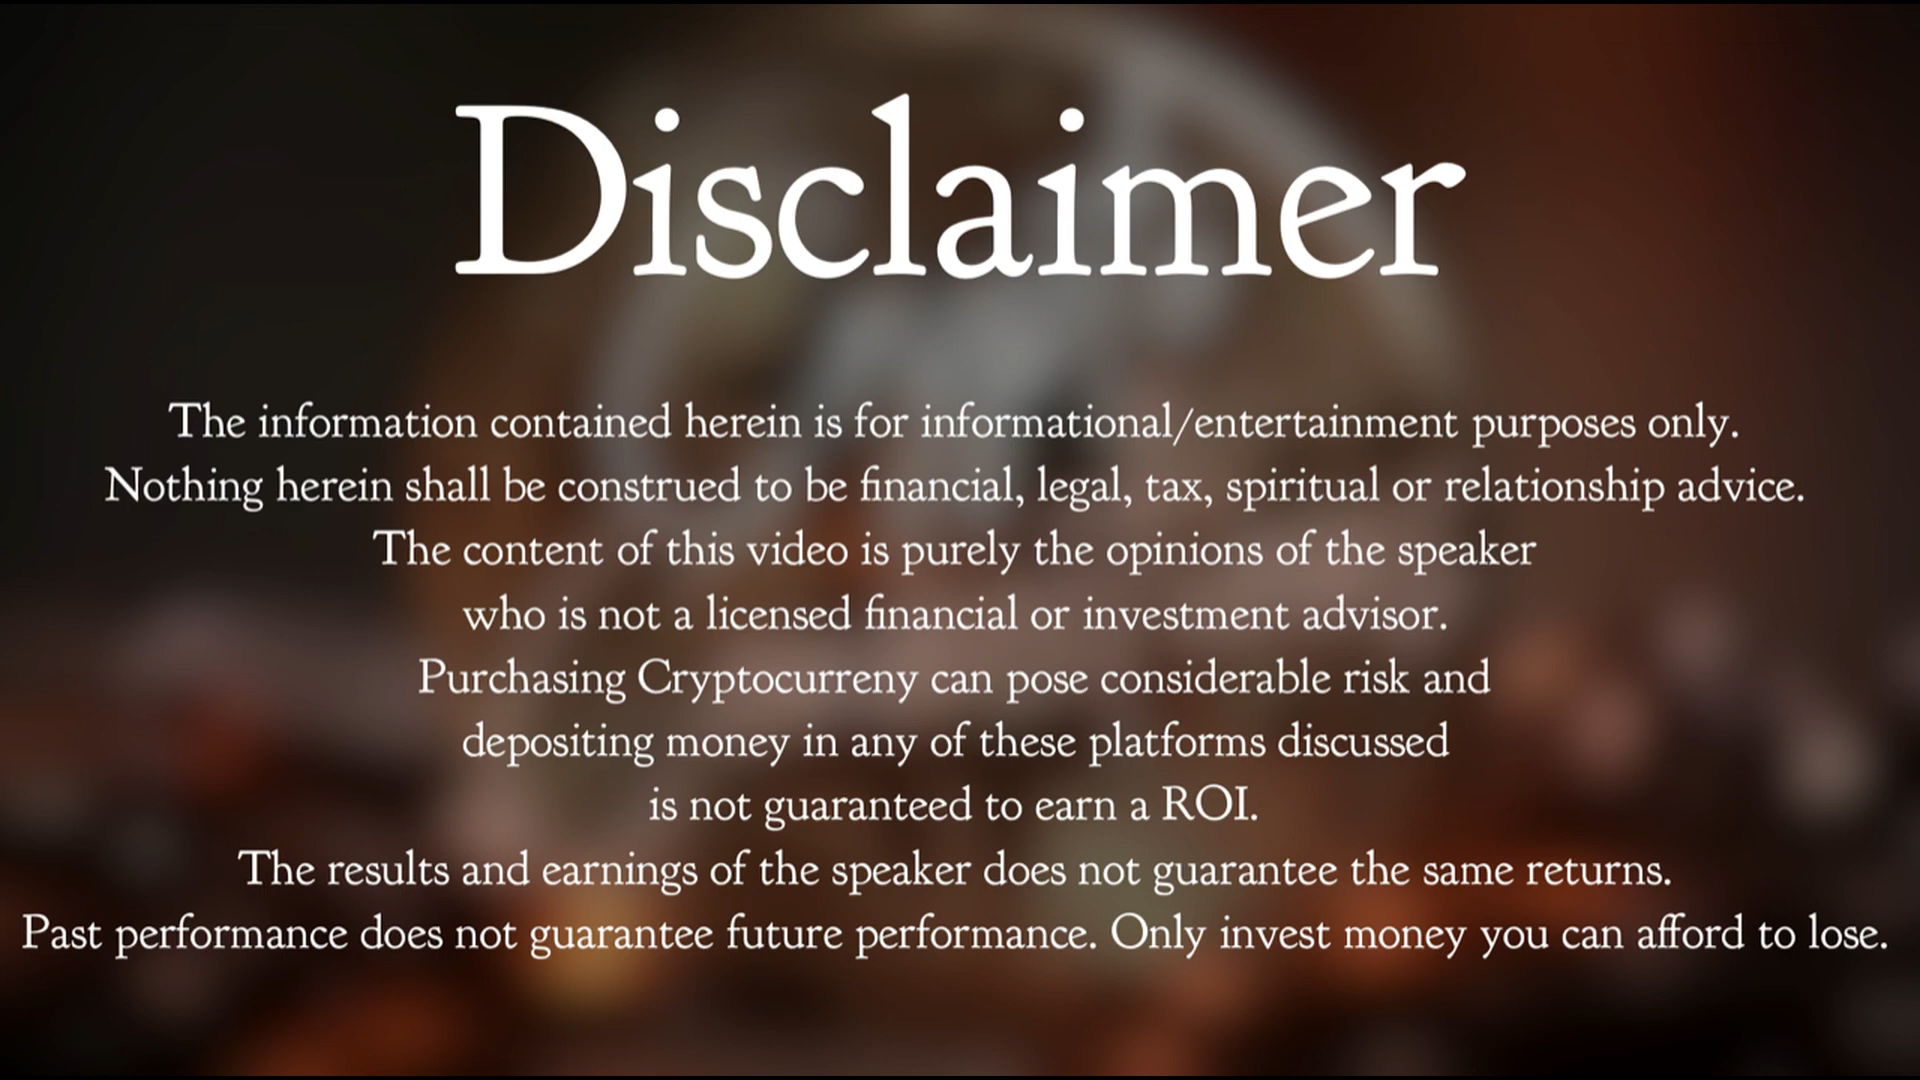 Disclaimer
The information contained herein is for informational/entertainment purposes only.
Nothing herein shall be construed to be financial, legal, tax, spiritual or relationship advice.
The content of this video is purely the opinions of the speaker
who is not a licensed financial or investment advisor.
Purchasing Cryptocurreny can pose considerable risk and
depositing money in any of these platforms discussed
is not guaranteed to earn a ROI.
The results and earnings of the speaker does not guarantee the same returns.
Past performance does not guarantee future performance. Only invest money you can afford to lose.